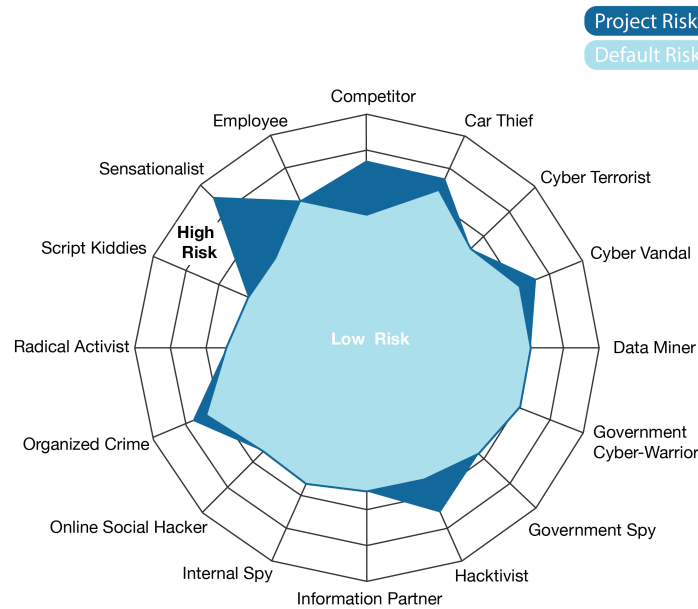 Project Risk
Default Risk
Competitor
Employee
Car Thief
Sensationalist
Cyber Terrorist
High
Risk
Script Kiddies
Cyber Vandal
Low Risk
Radical Activist
Data Miner
Organized Crime
Government
Cyber-Warrior
Online Social Hacker
Government Spy
Internal Spy
Hacktivist
Information Partner